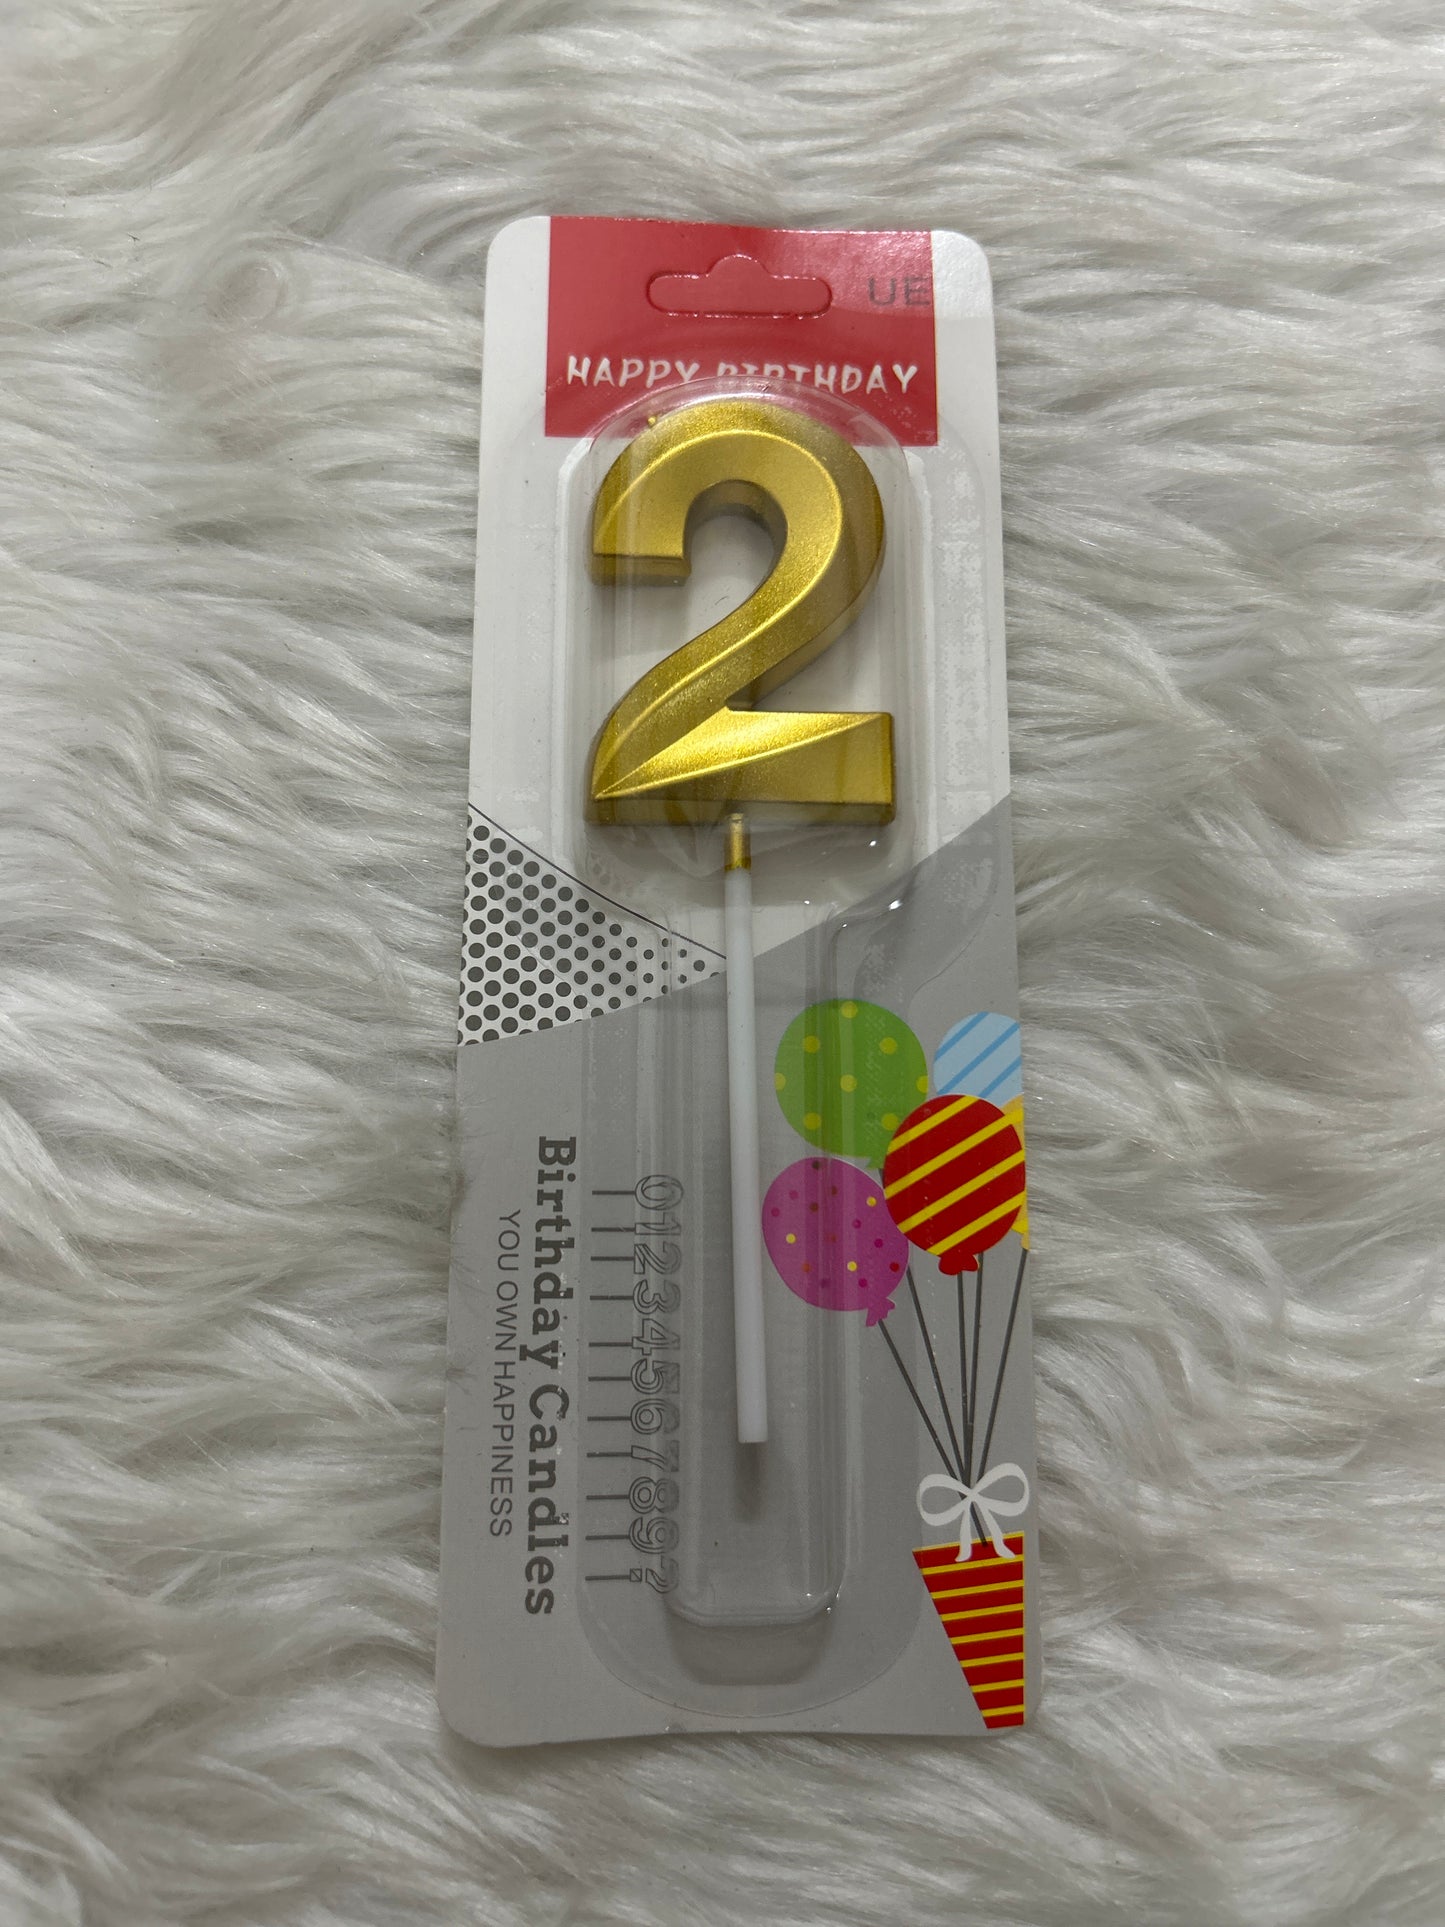 UE
HAPPY BIRTHDAY
2
Birthday Candles
YOU OWN HAPPINESS
0123456789?